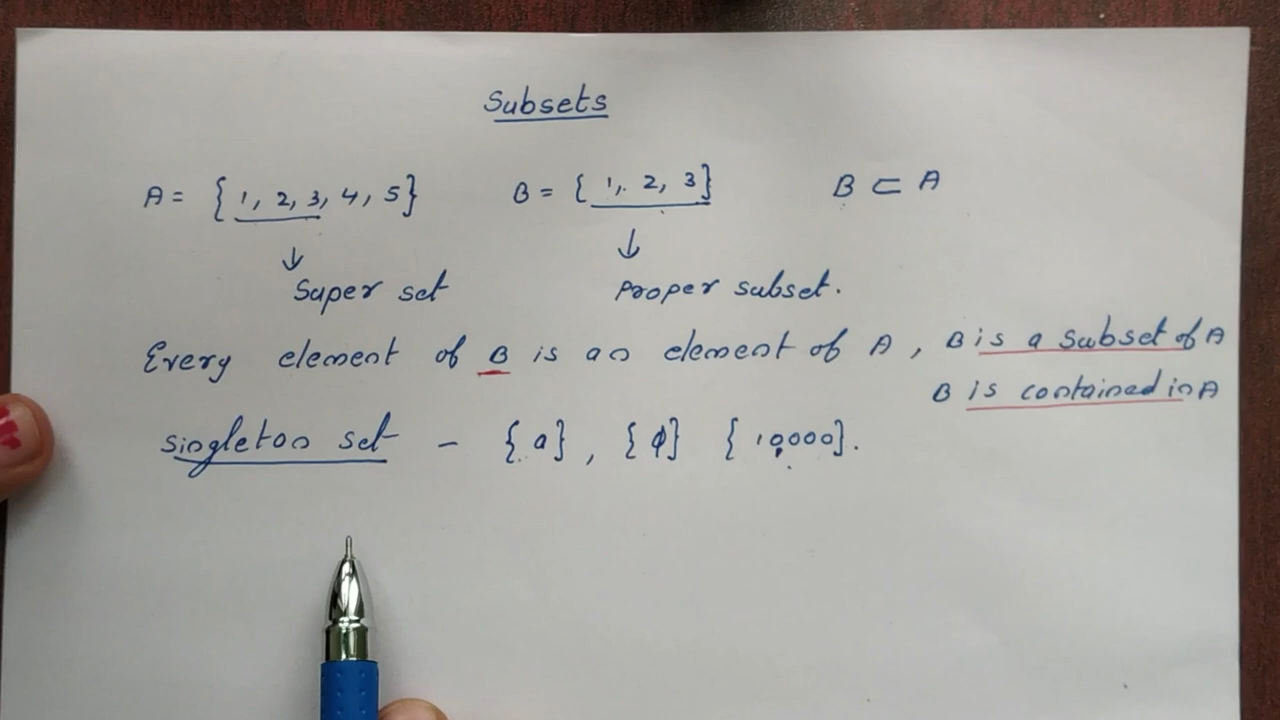 Subsets
A = { 1, 2, 3, 4, 5} B = { 1, 2, 3} B ⊂ A
↓ ↓
Super set Proper subset.
Every element of B is an element of A , B is a subset of A
B is contained in A
Singleton set - { a } , { ϕ } { 10000}.